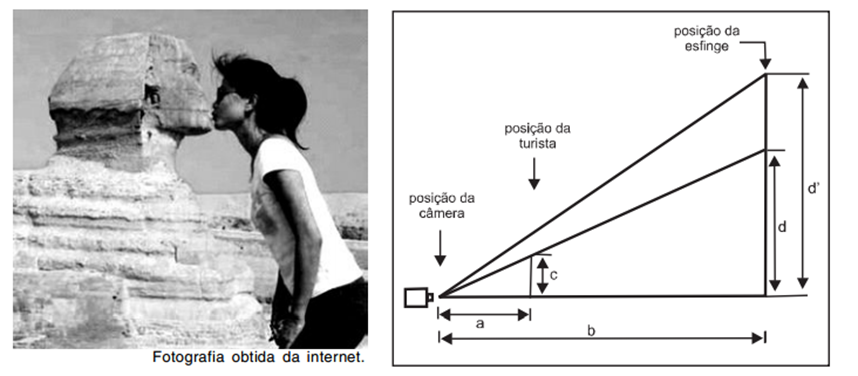 Fotografia obtida da internet.
posição da
esfinge
posição da
turista
posição da
câmera
d'
d
c
a
b